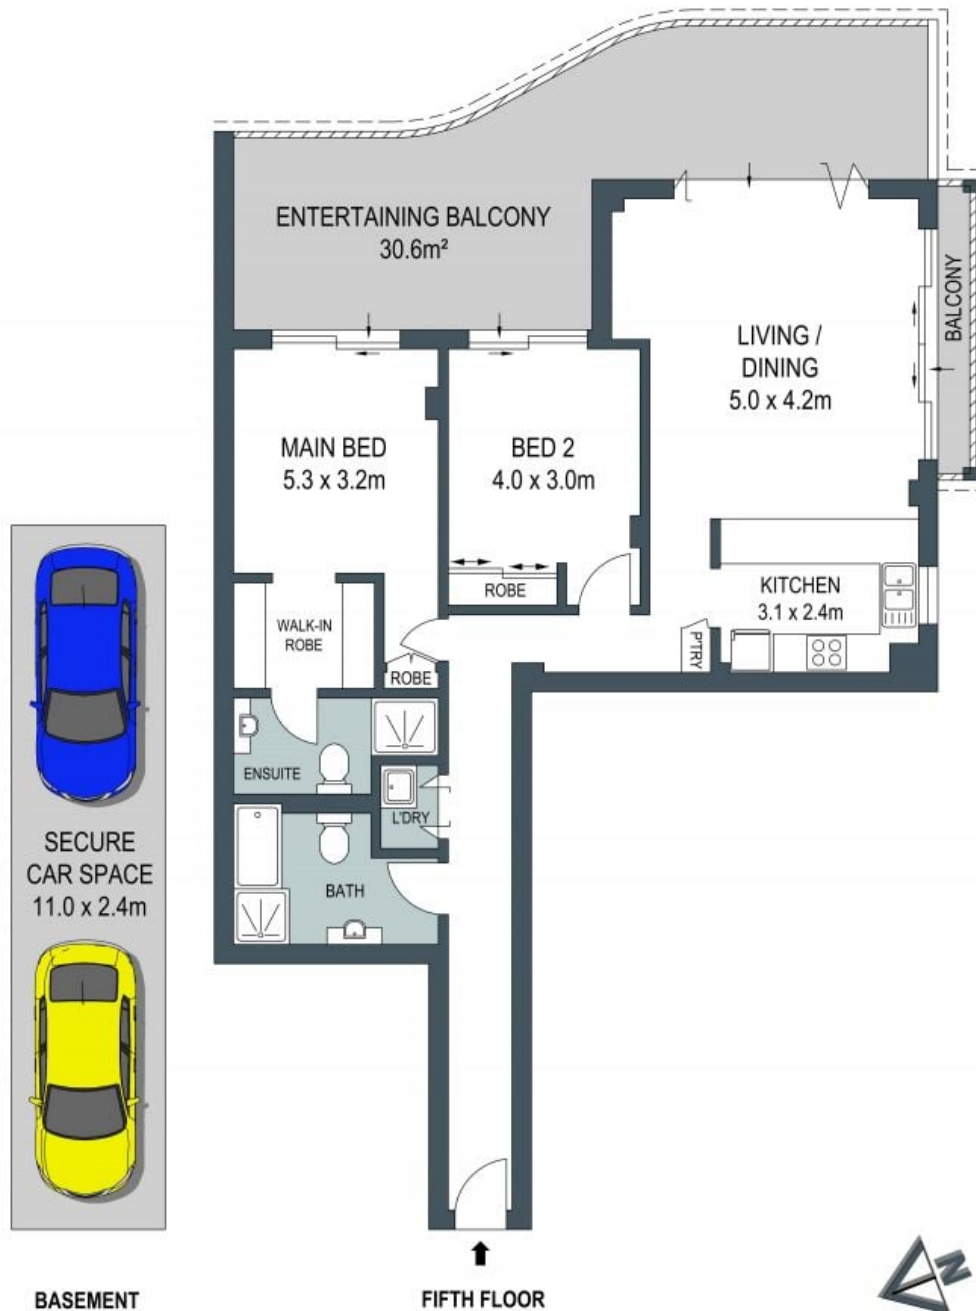 ENTERTAINING BALCONY
30.6m²
BALCONY
LIVING /
DINING
5.0 x 4.2m
MAIN BED
5.3 x 3.2m
BED 2
4.0 x 3.0m
ROBE
KITCHEN
3.1 x 2.4m
WALK-IN
ROBE
P'TRY
ROBE
ENSUITE
L'DRY
BATH
SECURE
CAR SPACE
11.0 x 2.4m
BASEMENT
FIFTH FLOOR
N